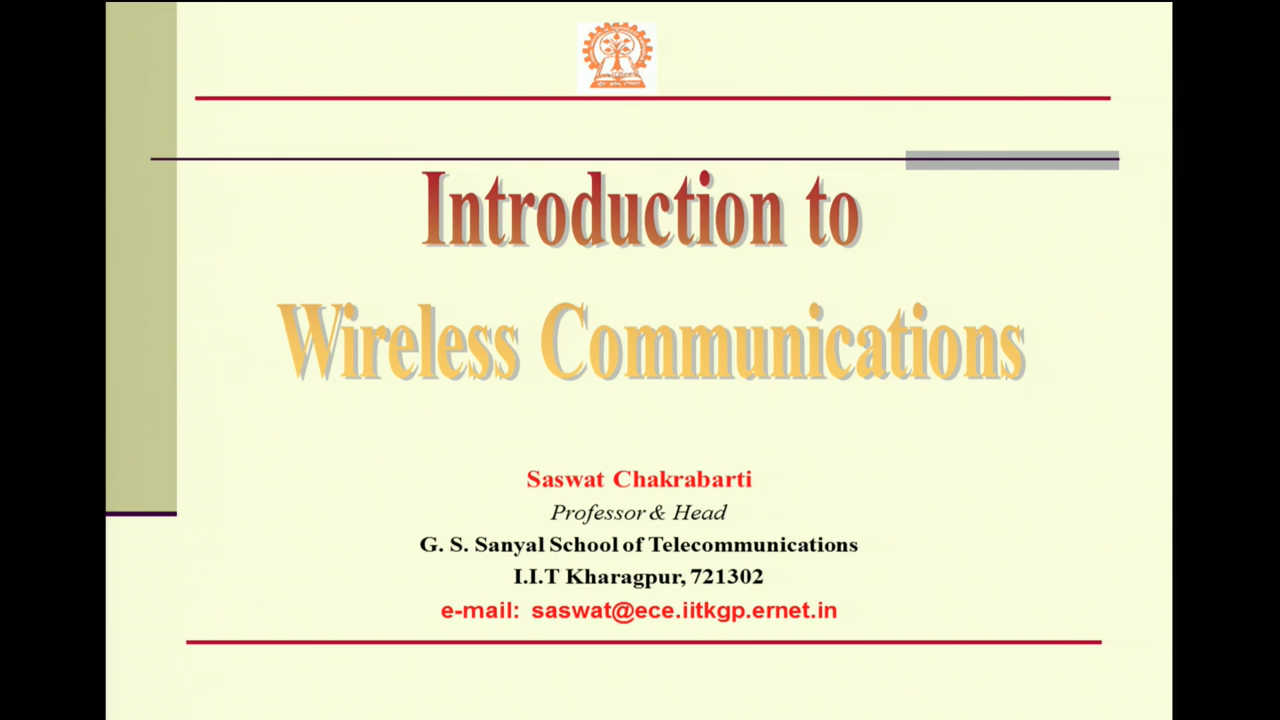 Introduction to
Wireless Communications
Saswat Chakrabarti
Professor & Head
G. S. Sanyal School of Telecommunications
I.I.T Kharagpur, 721302
e-mail: saswat@ece.iitkgp.ernet.in